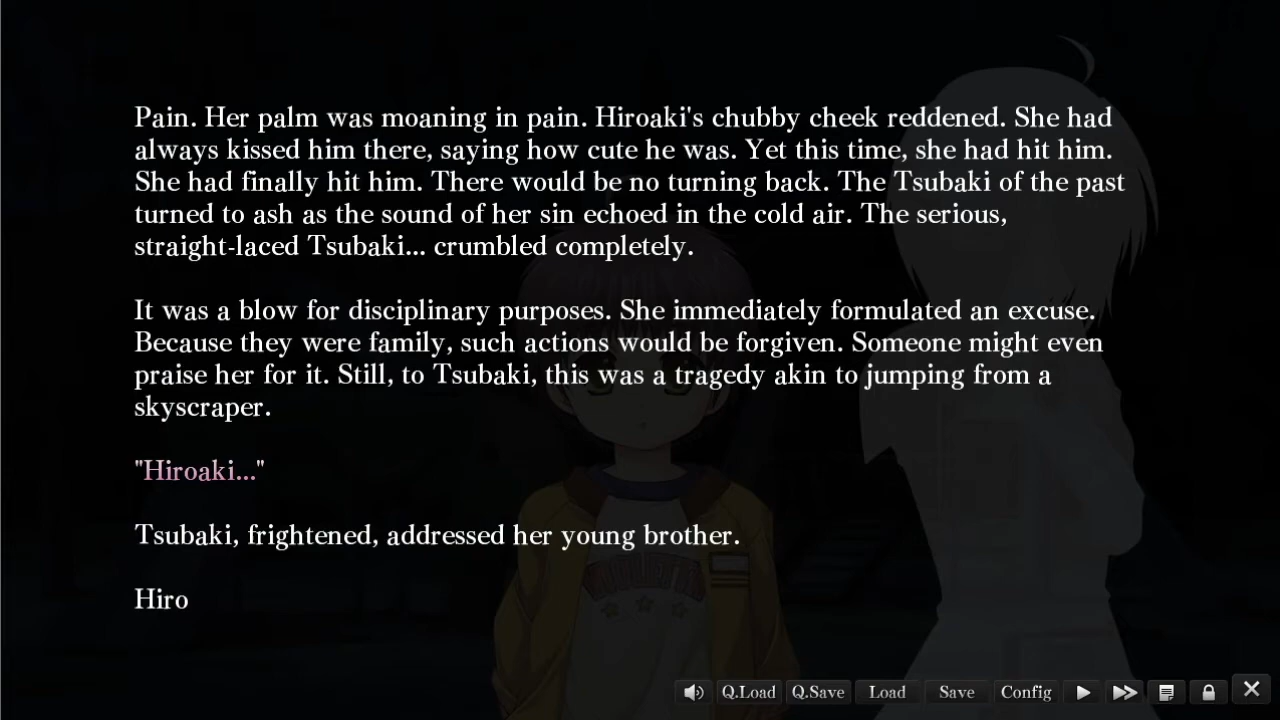 Pain. Her palm was moaning in pain. Hiroaki's chubby cheek reddened. She had
always kissed him there, saying how cute he was. Yet this time, she had hit him.
She had finally hit him. There would be no turning back. The Tsubaki of the past
turned to ash as the sound of her sin echoed in the cold air. The serious,
straight-laced Tsubaki... crumbled completely.
It was a blow for disciplinary purposes. She immediately formulated an excuse.
Because they were family, such actions would be forgiven. Someone might even
praise her for it. Still, to Tsubaki, this was a tragedy akin to jumping from a
skyscraper.
"Hiroaki..."
Tsubaki, frightened, addressed her young brother.
Hiro
Q.Load Q.Save Load Save Config